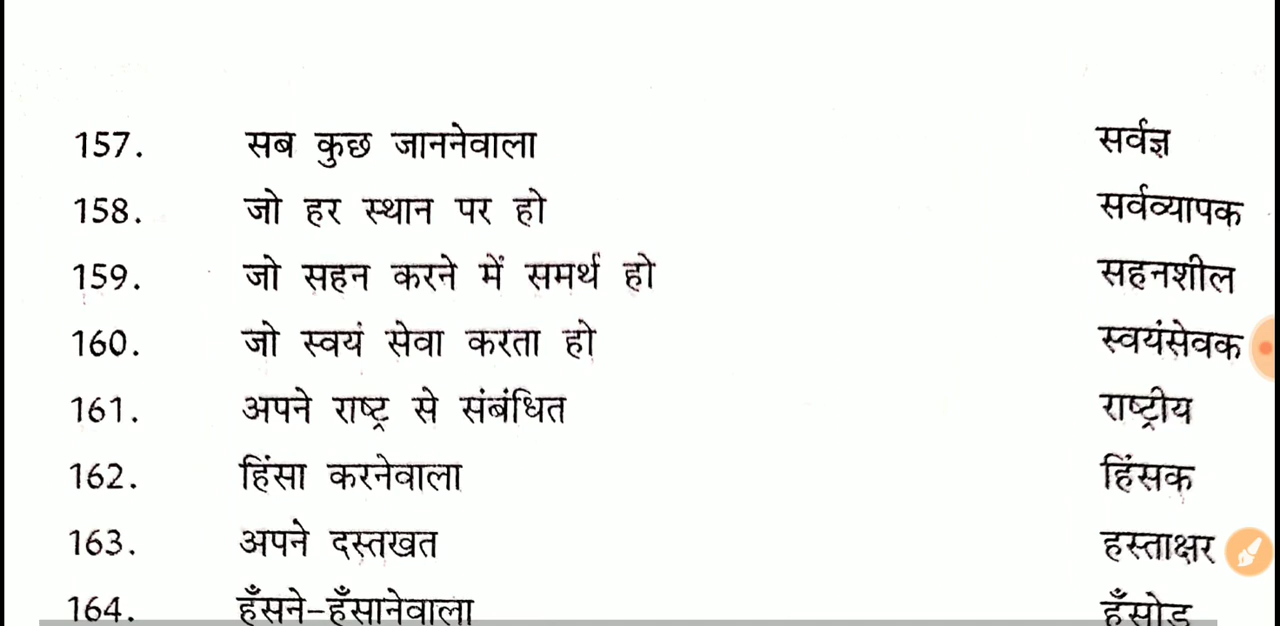 157. सब कुछ जाननेवाला सर्वज्ञ
158. जो हर स्थान पर हो सर्वव्यापक
159. जो सहन करने में समर्थ हो सहनशील
160. जो स्वयं सेवा करता हो स्वयंसेवक
161. अपने राष्ट्र से संबंधित राष्ट्रीय
162. हिंसा करनेवाला हिंसक
163. अपने दस्तखत हस्ताक्षर
164. हँसने-हँसानेवाला हँसोड